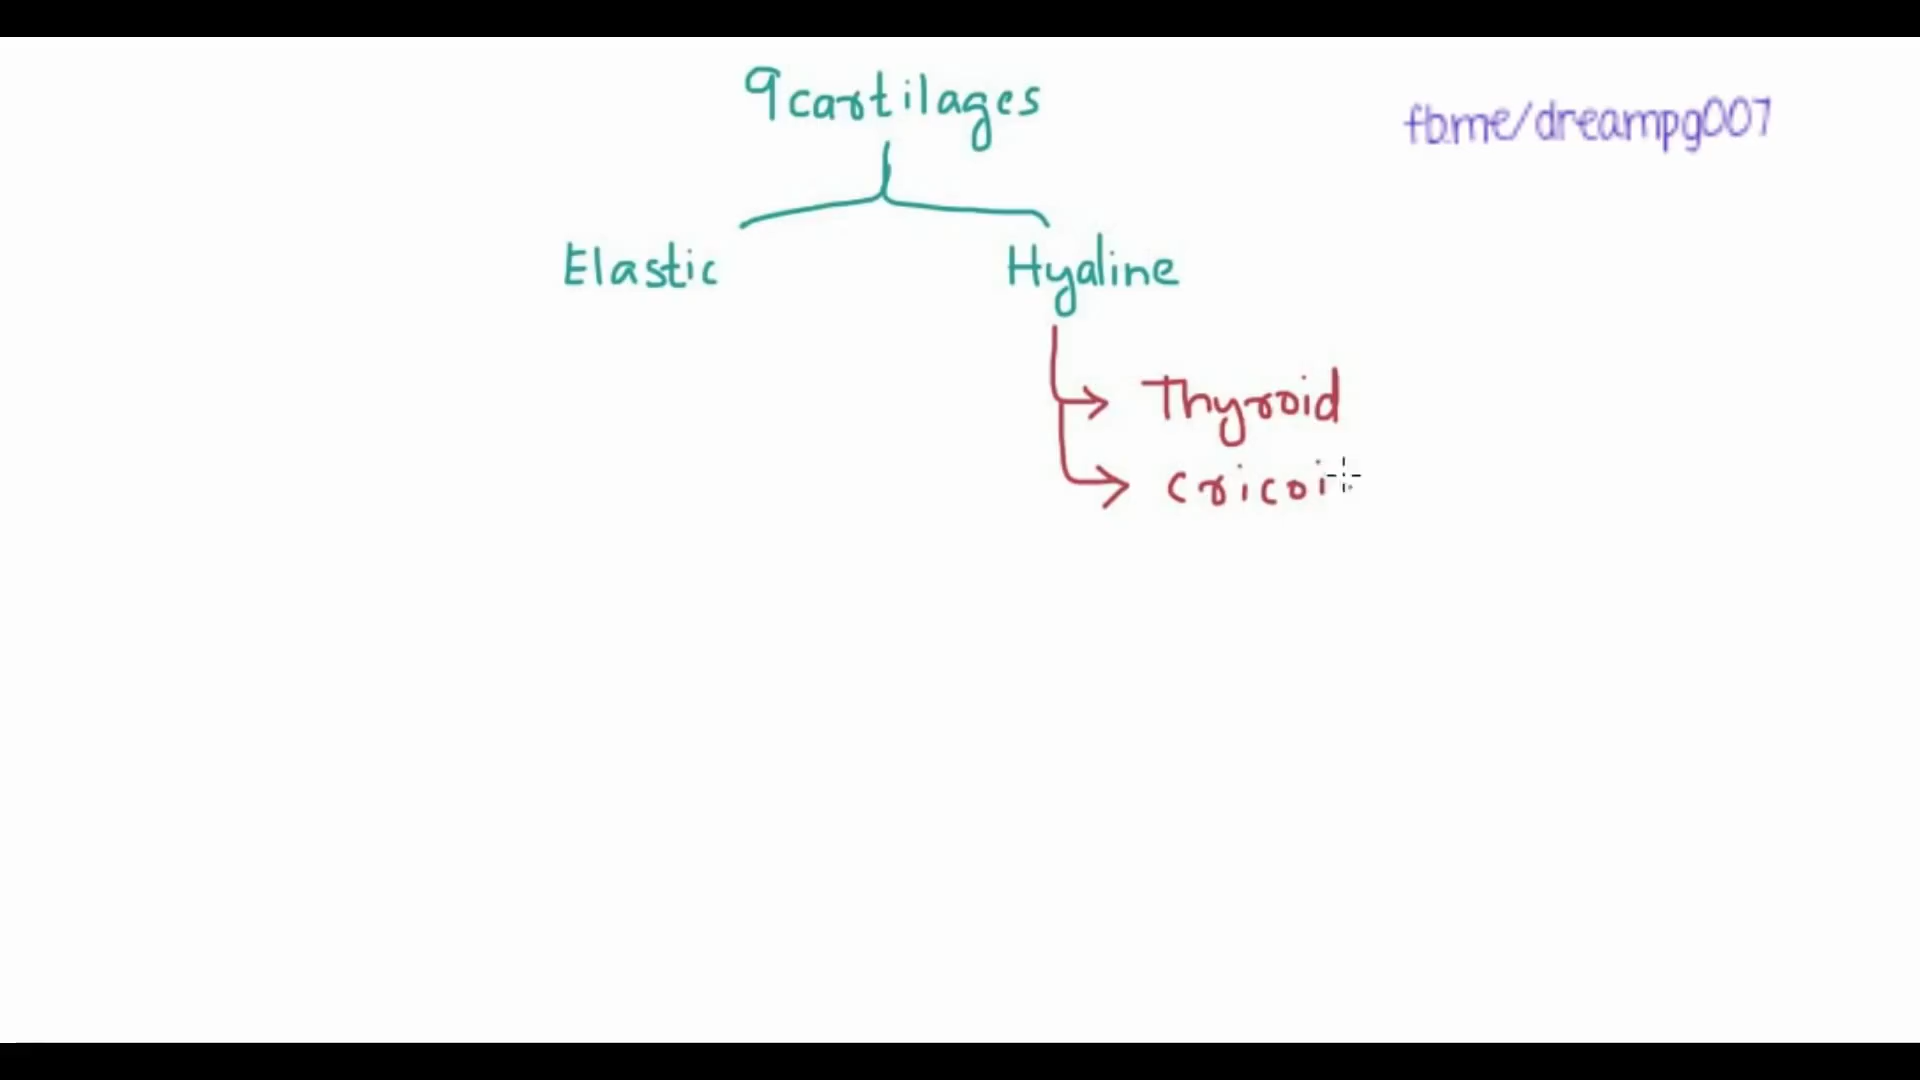 9 cartilages
fb.me/dreampg007
Elastic Hyaline
Thyroid
Cricoi